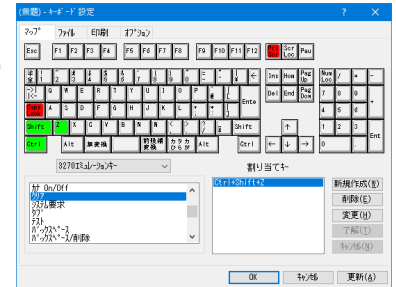 (無題) - ｷｰﾎﾞｰﾄﾞ設定
? ×
ﾏｯﾌﾟ ﾌｧｲﾙ 印刷 ｵﾌﾟｼｮﾝ
Esc F1 F2 F3 F4 F5 F6 F7 F8 F9 F10 F11 F12 Scr Loc Pau
Ins Hom Pag Up Num Loc / * -
Q W E R T Y U I O P Ente Del End Pag Dow 7 8 9 +
Caps Loca A S D F G H J K L 4 5 6
Shift Z X C V B N M Shift ↑ 1 2 3 Ent
Ctrl Alt 無変換 前候補 変換 カタカ ひらが Alt Ctrl ← ↓ → 0 .
3270ｴﾐｭﾚｰｼｮﾝｷｰ
割り当てｷｰ
ｶﾅ On/Off
ｸﾘｱ
ｼｽﾃﾑ要求
ﾀﾌﾞ
ﾃｽﾄ
ﾊﾞｯｸｽﾍﾟｰｽ
ﾊﾞｯｸｽﾍﾟｰｽ/削除
Ctrl+Shift+Z
新規作成(W)
削除(E)
変更(H)
了解(I)
ｷｬﾝｾﾙ(N)
OK ｷｬﾝｾﾙ 更新(A)